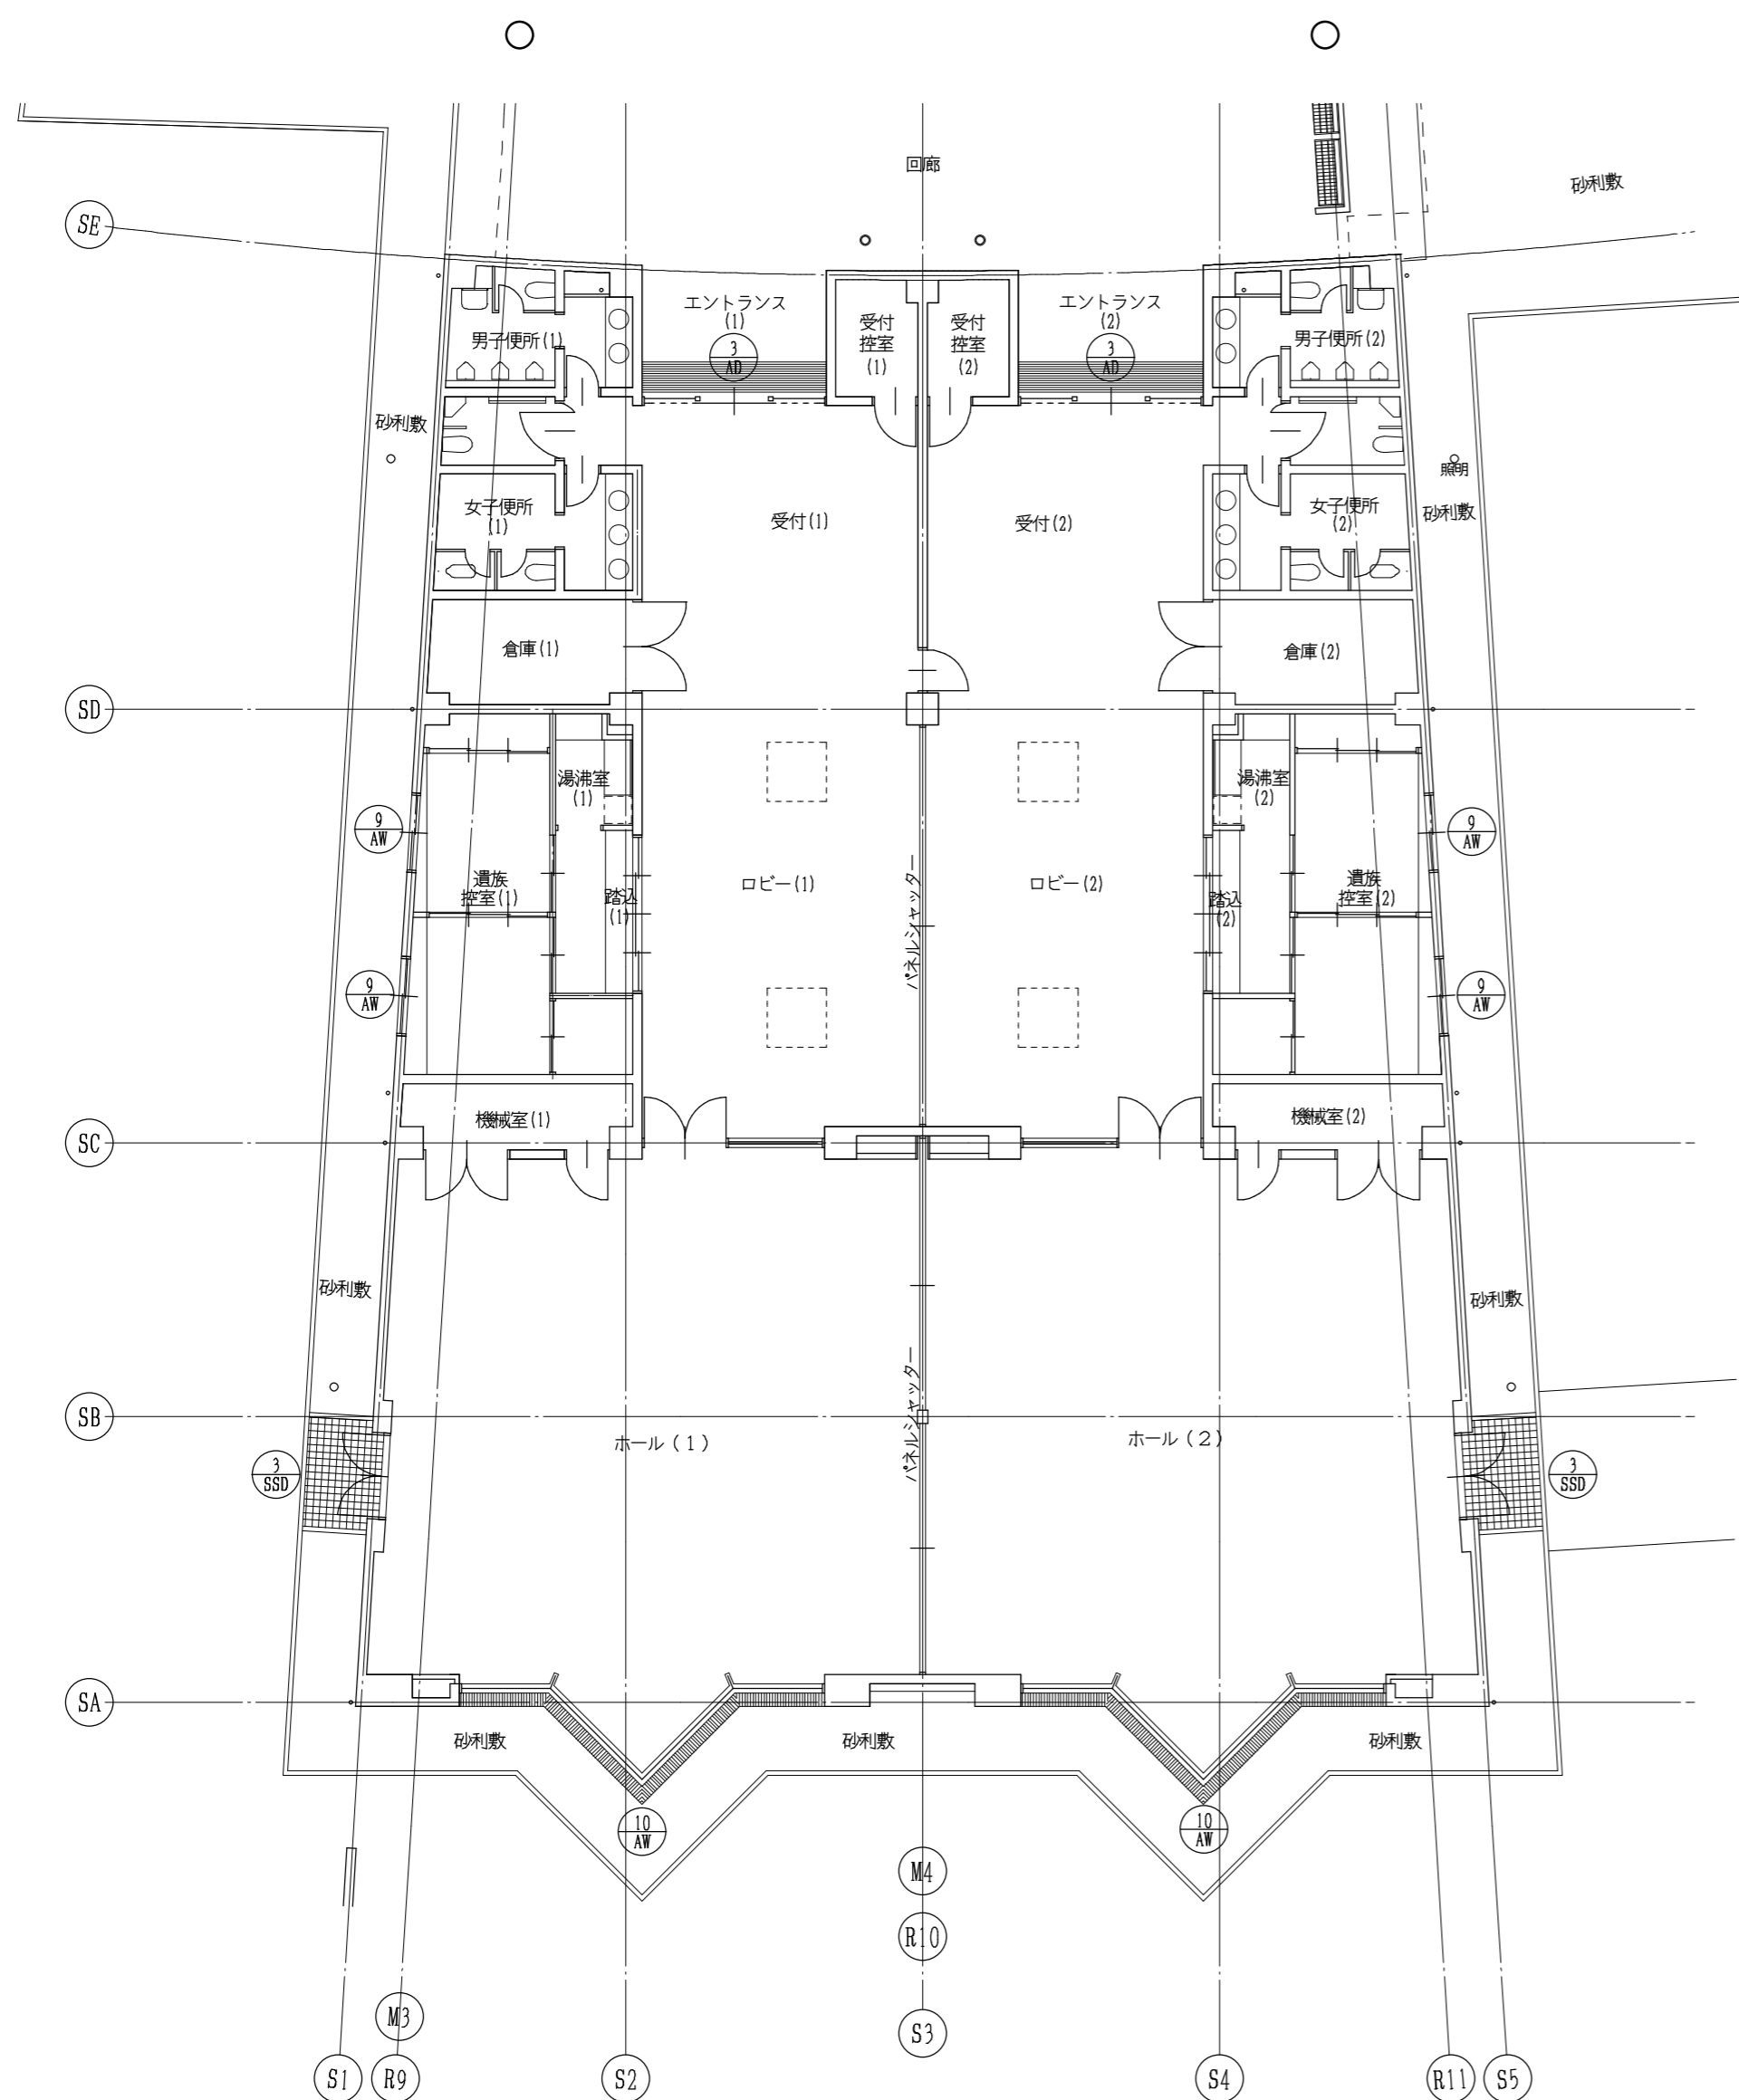 回廊
砂利敷
SE
エントランス
(1)
3
AD
受付
控室
(1)
受付
控室
(2)
エントランス
(2)
3
AD
男子便所(1)
男子便所(2)
砂利敷
照明
砂利敷
女子便所
(1)
受付(1)
受付(2)
女子便所
(2)
倉庫(1)
倉庫(2)
SD
湯沸室
(1)
湯沸室
(2)
9
AW
9
AW
遺族
控室(1)
踏込
(1)
ロビー(1)
パネルシャッター
ロビー(2)
踏込
(2)
遺族
控室(2)
9
AW
9
AW
機械室(1)
機械室(2)
SC
砂利敷
砂利敷
SB
ホール(1)
パネルシャッター
ホール(2)
3
SSD
3
SSD
SA
砂利敷
砂利敷
砂利敷
10
AW
10
AW
M4
R10
M3
S3
S1
R9
S2
S4
R11
S5